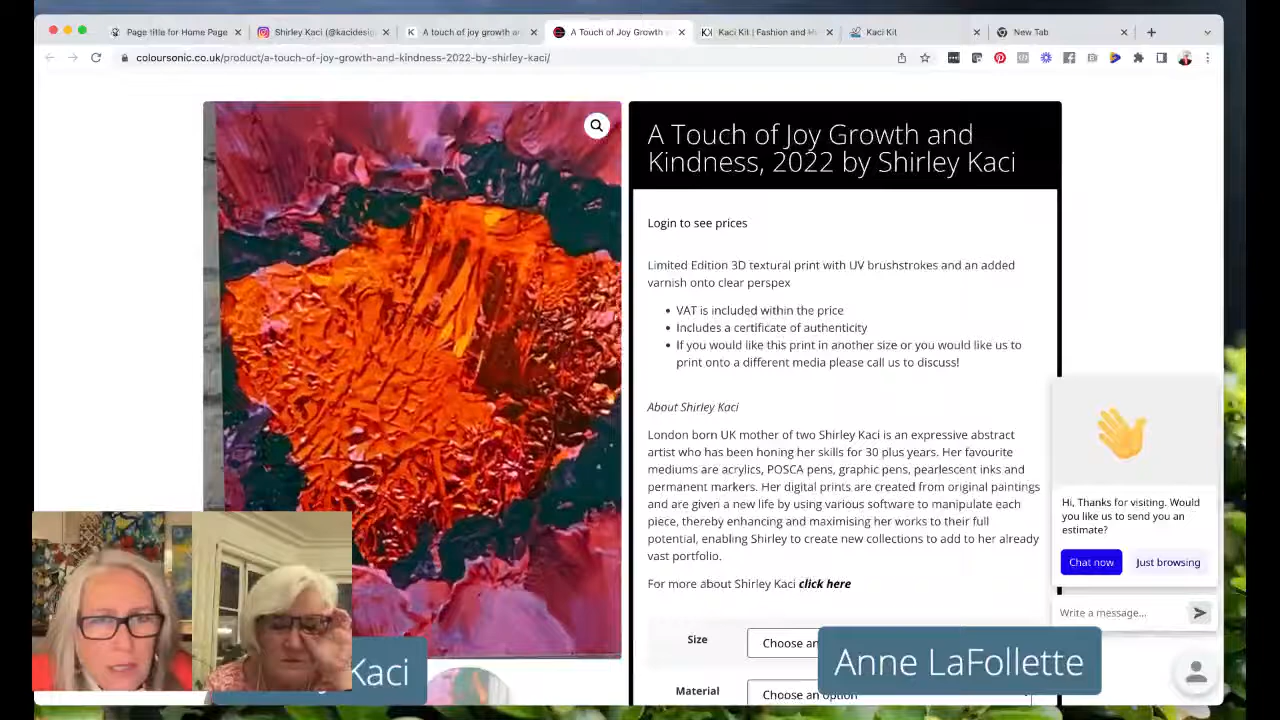 Page title for Home Page
Shirley Kaci (@kacidesig
A touch of joy growth an
A Touch of Joy Growth a
Kaci Kit | Fashion and H
Kaci Kit
New Tab
coloursonic.co.uk/product/a-touch-of-joy-growth-and-kindness-2022-by-shirley-kaci/
A Touch of Joy Growth and
Kindness, 2022 by Shirley Kaci
Login to see prices
Limited Edition 3D textural print with UV brushstrokes and an added
varnish onto clear perspex
VAT is included within the price
Includes a certificate of authenticity
If you would like this print in another size or you would like us to
print onto a different media please call us to discuss!
About Shirley Kaci
London born UK mother of two Shirley Kaci is an expressive abstract
artist who has been honing her skills for 30 plus years. Her favourite
mediums are acrylics, POSCA pens, graphic pens, pearlescent inks and
permanent markers. Her digital prints are created from original paintings
and are given a new life by using various software to manipulate each
piece, thereby enhancing and maximising her works to their full
potential, enabling Shirley to create new collections to add to her already
vast portfolio.
For more about Shirley Kaci click here
Size
Choose an
Material
Choose an option
Hi, Thanks for visiting. Would
you like us to send you an
estimate?
Chat now
Just browsing
Write a message...
Kaci
Anne LaFollette